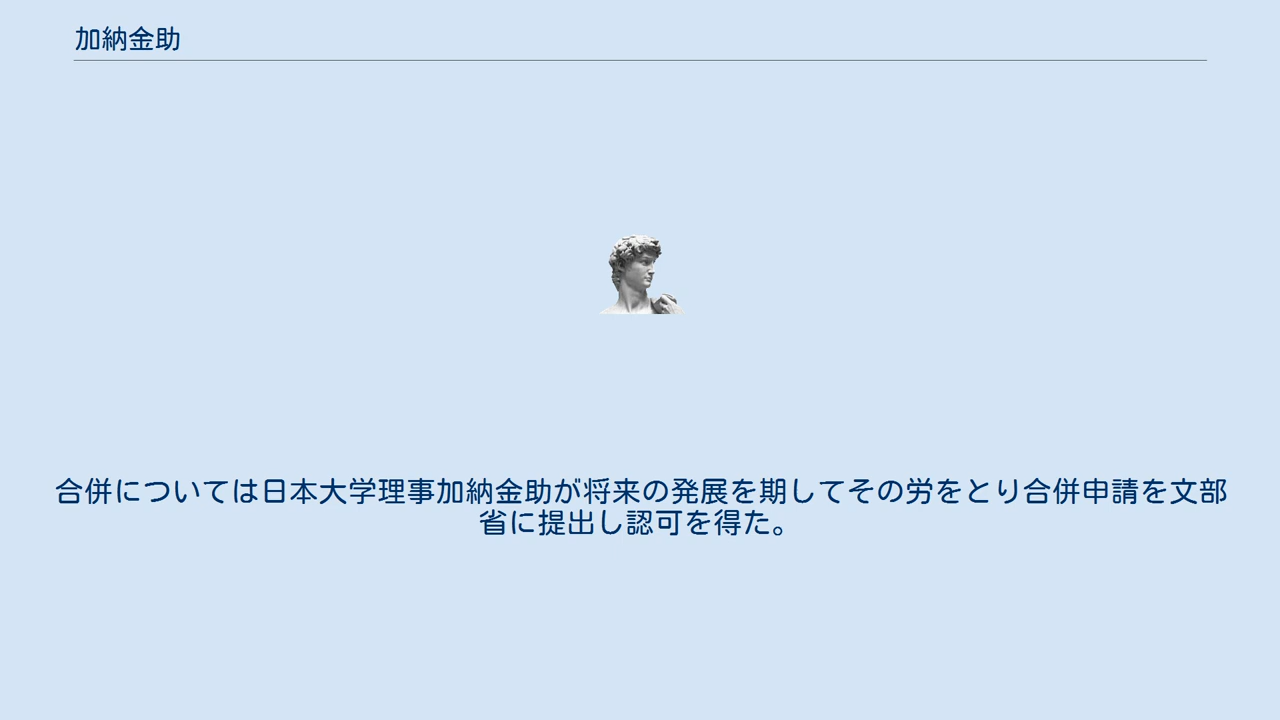 加納金助
合併については日本大学理事加納金助が将来の発展を期してその労をとり合併申請を文部
省に提出し認可を得た。